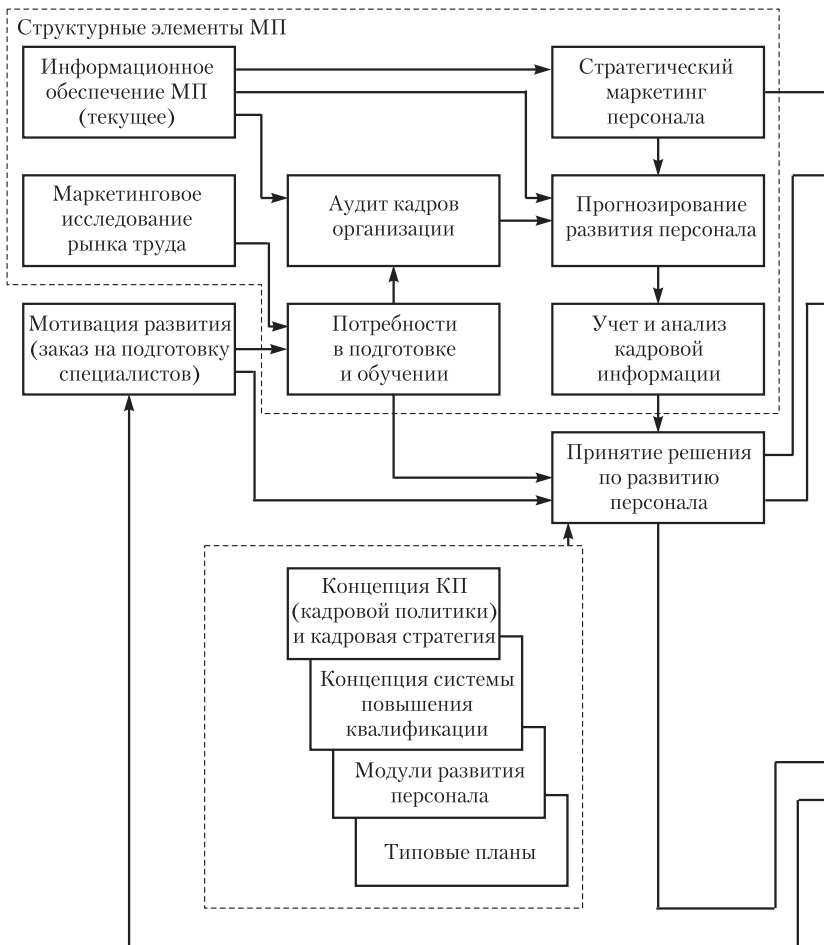 Структурные элементы МП
Информационное
обеспечение МП
(текущее)
Стратегический
маркетинг
персонала
Маркетинговое
исследование
рынка труда
Аудит кадров
организации
Прогнозирование
развития персонала
Мотивация развития
(заказ на подготовку
специалистов)
Потребности
в подготовке
и обучении
Учет и анализ
кадровой
информации
Принятие решения
по развитию
персонала
Концепция КП
(кадровой политики)
и кадровая стратегия
Концепция системы
повышения
квалификации
Модули развития
персонала
Типовые планы